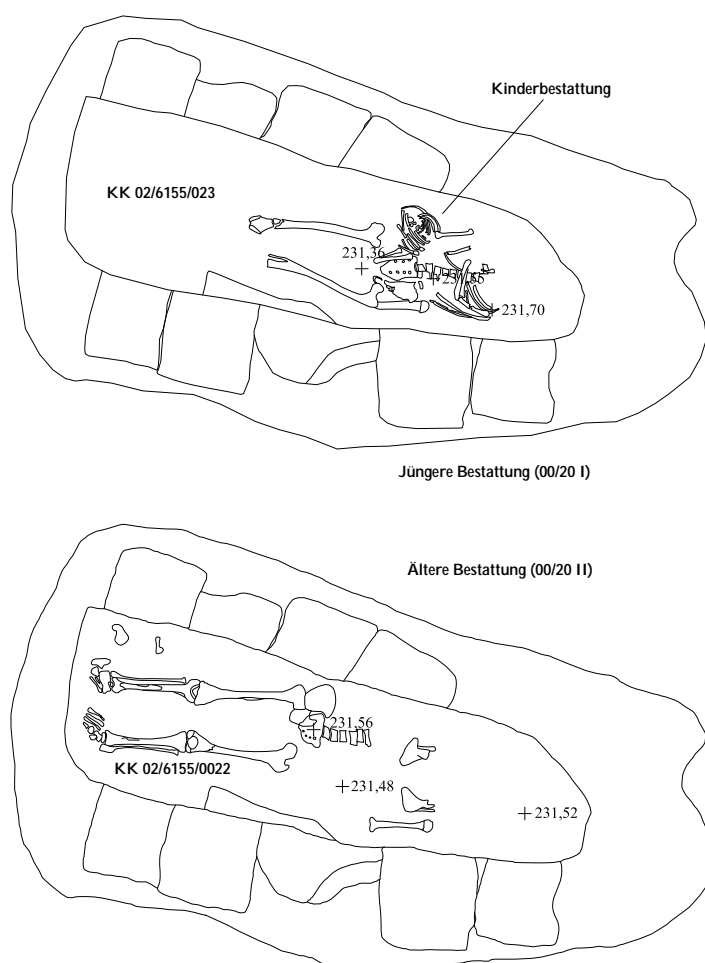 Kinderbestattung
KK 02/6155/023
231,36
231,70
Jüngere Bestattung (00/20 I)
Ältere Bestattung (00/20 II)
231,56
KK 02/6155/0022
231,48
231,52